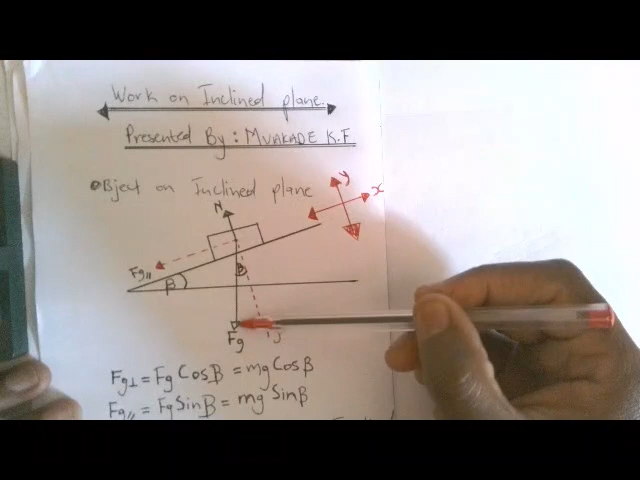 Work on Inclined plane.
Presented By: MVAKADE K.F
Object on Inclined plane
y
x
N
Fg//
β
β
Fg
Fg⊥ = Fg Cosβ = mg Cosβ
Fg// = Fg Sinβ = mg Sinβ